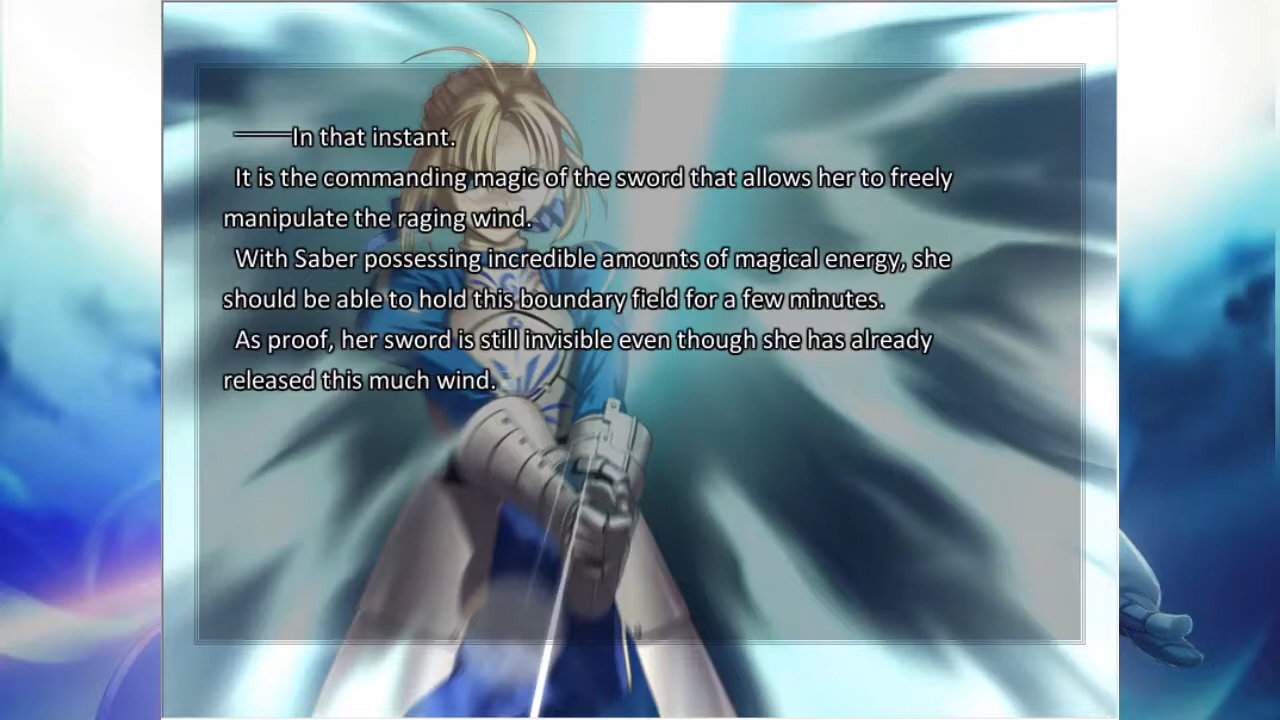 ———In that instant.
It is the commanding magic of the sword that allows her to freely
manipulate the raging wind.
With Saber possessing incredible amounts of magical energy, she
should be able to hold this boundary field for a few minutes.
As proof, her sword is still invisible even though she has already
released this much wind.